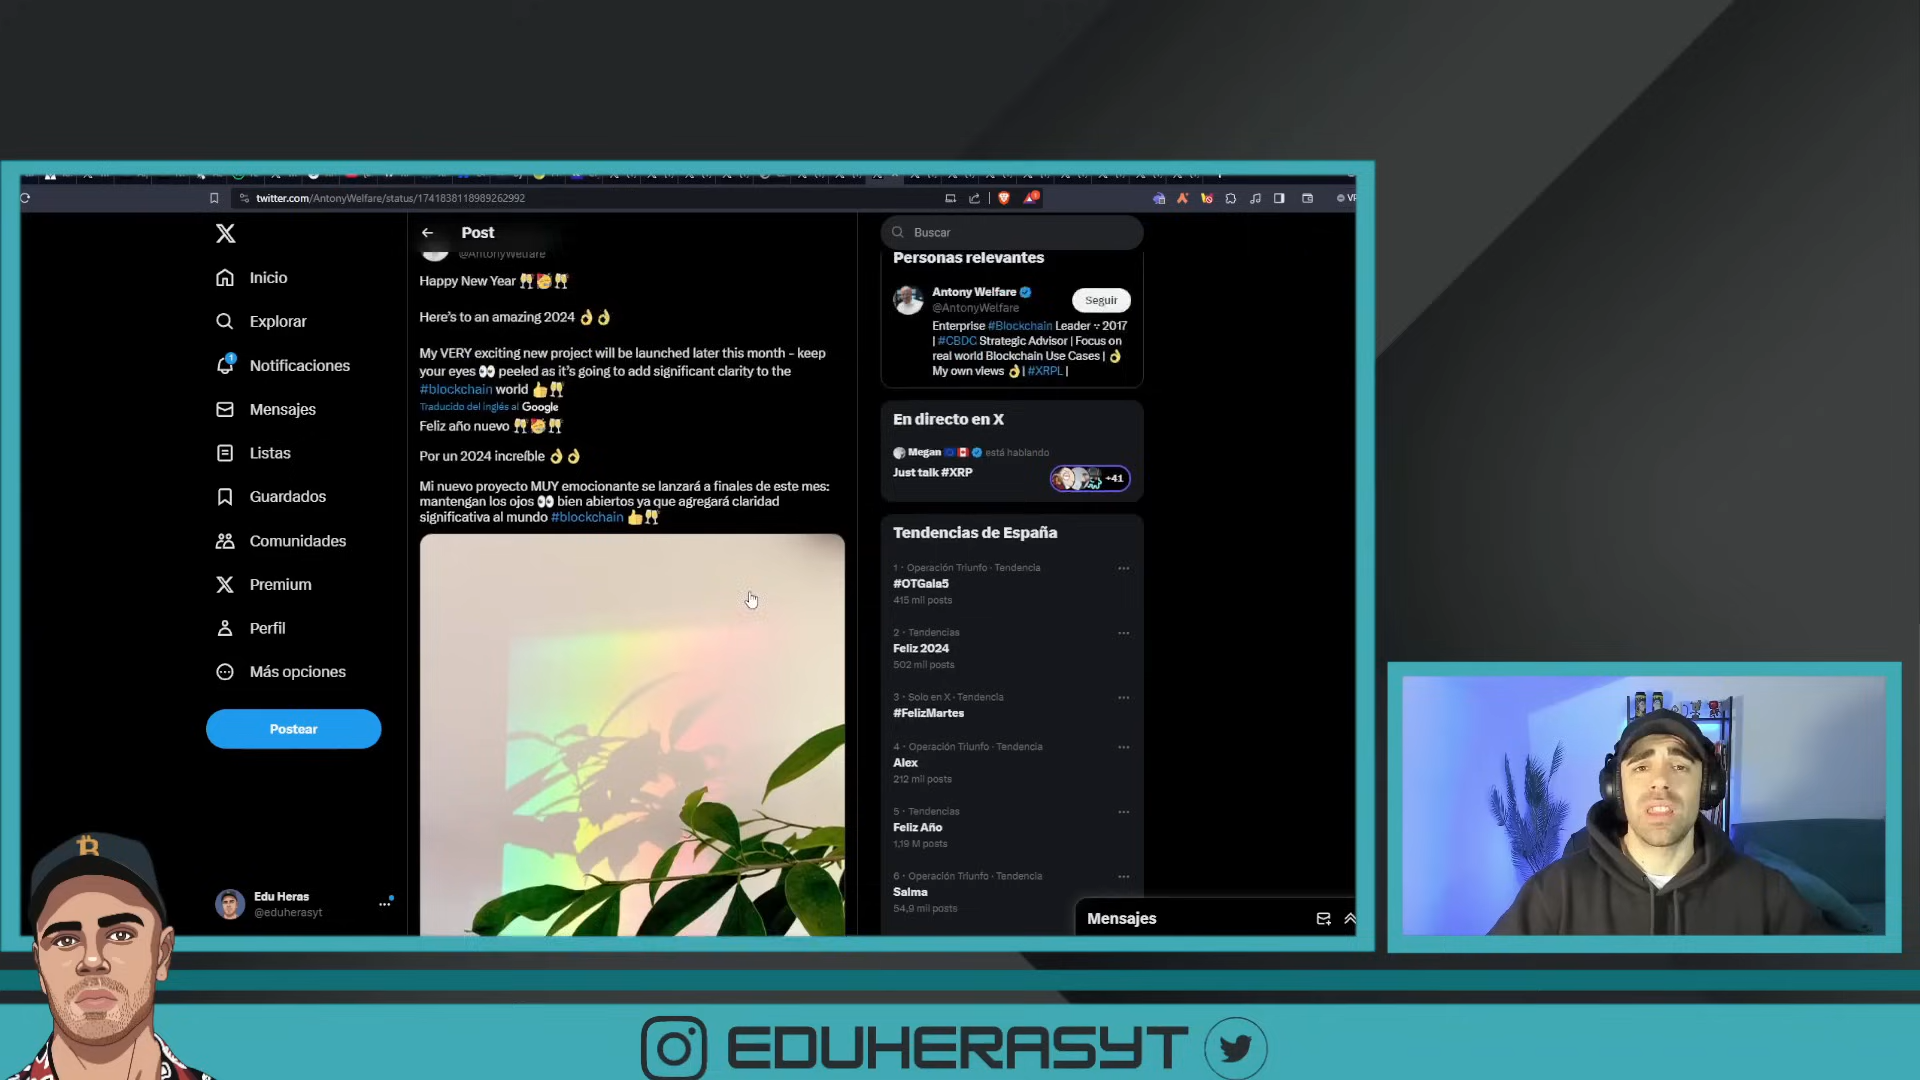 twitter.com/AntonyWelfare/status/1741838118989262992
VP
Inicio
Explorar
1
Notificaciones
Mensajes
Listas
Guardados
Comunidades
Premium
Perfil
Más opciones
Postear
Edu Heras
@eduherasyt
Post
@AntonyWelfare
Happy New Year 🥂🥳🥂
Here's to an amazing 2024 👌👌
My VERY exciting new project will be launched later this month - keep
your eyes 👀 peeled as it's going to add significant clarity to the
#blockchain world 👍🥂
Traducido del inglés al Google
Feliz año nuevo 🥂🥳🥂
Por un 2024 increíble 👌👌
Mi nuevo proyecto MUY emocionante se lanzará a finales de este mes:
mantengan los ojos 👀 bien abiertos ya que agregará claridad
significativa al mundo #blockchain 👍🥂
Buscar
Personas relevantes
Antony Welfare
@AntonyWelfare
Seguir
Enterprise #Blockchain Leader ∵ 2017
| #CBDC Strategic Advisor | Focus on
real world Blockchain Use Cases | 👌
My own views 👌| #XRPL |
En directo en X
Megan 🇪🇺 🇨🇦 está hablando
Just talk #XRP
+41
Tendencias de España
1 · Operación Triunfo · Tendencia
#OTGala5
415 mil posts
2 · Tendencias
Feliz 2024
502 mil posts
3 · Solo en X · Tendencia
#FelizMartes
4 · Operación Triunfo · Tendencia
Alex
212 mil posts
5 · Tendencias
Feliz Año
1,19 M posts
6 · Operación Triunfo · Tendencia
Salma
54,9 mil posts
Mensajes
EDUHERASYT